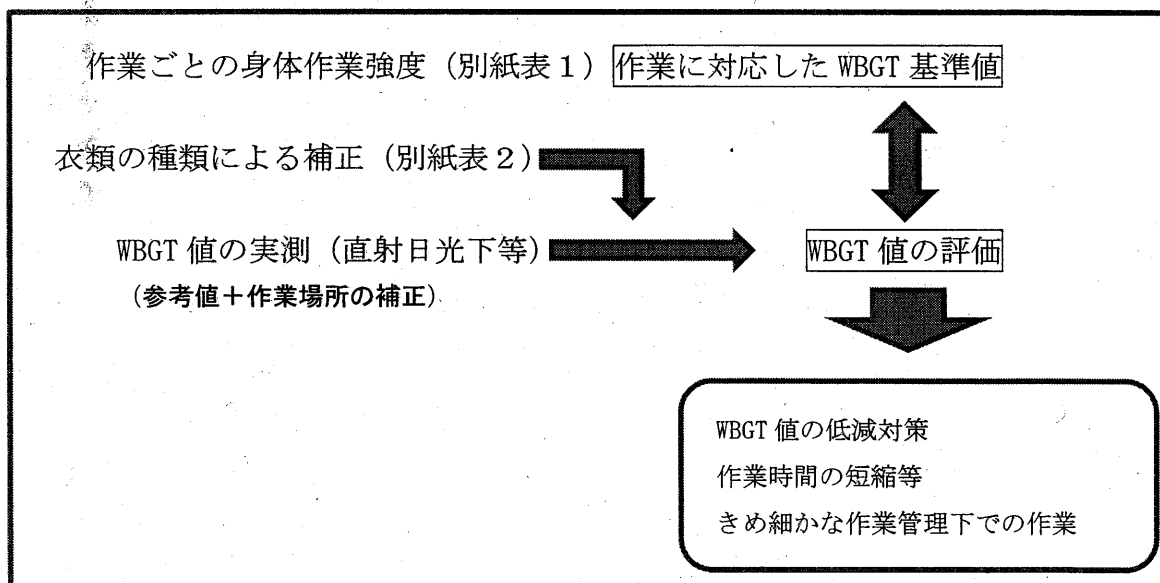 作業ごとの身体作業強度（別紙表１）作業に対応した WBGT 基準値
衣類の種類による補正（別紙表２）
WBGT 値の実測（直射日光下等） WBGT 値の評価
（参考値＋作業場所の補正）
WBGT 値の低減対策
作業時間の短縮等
きめ細かな作業管理下での作業